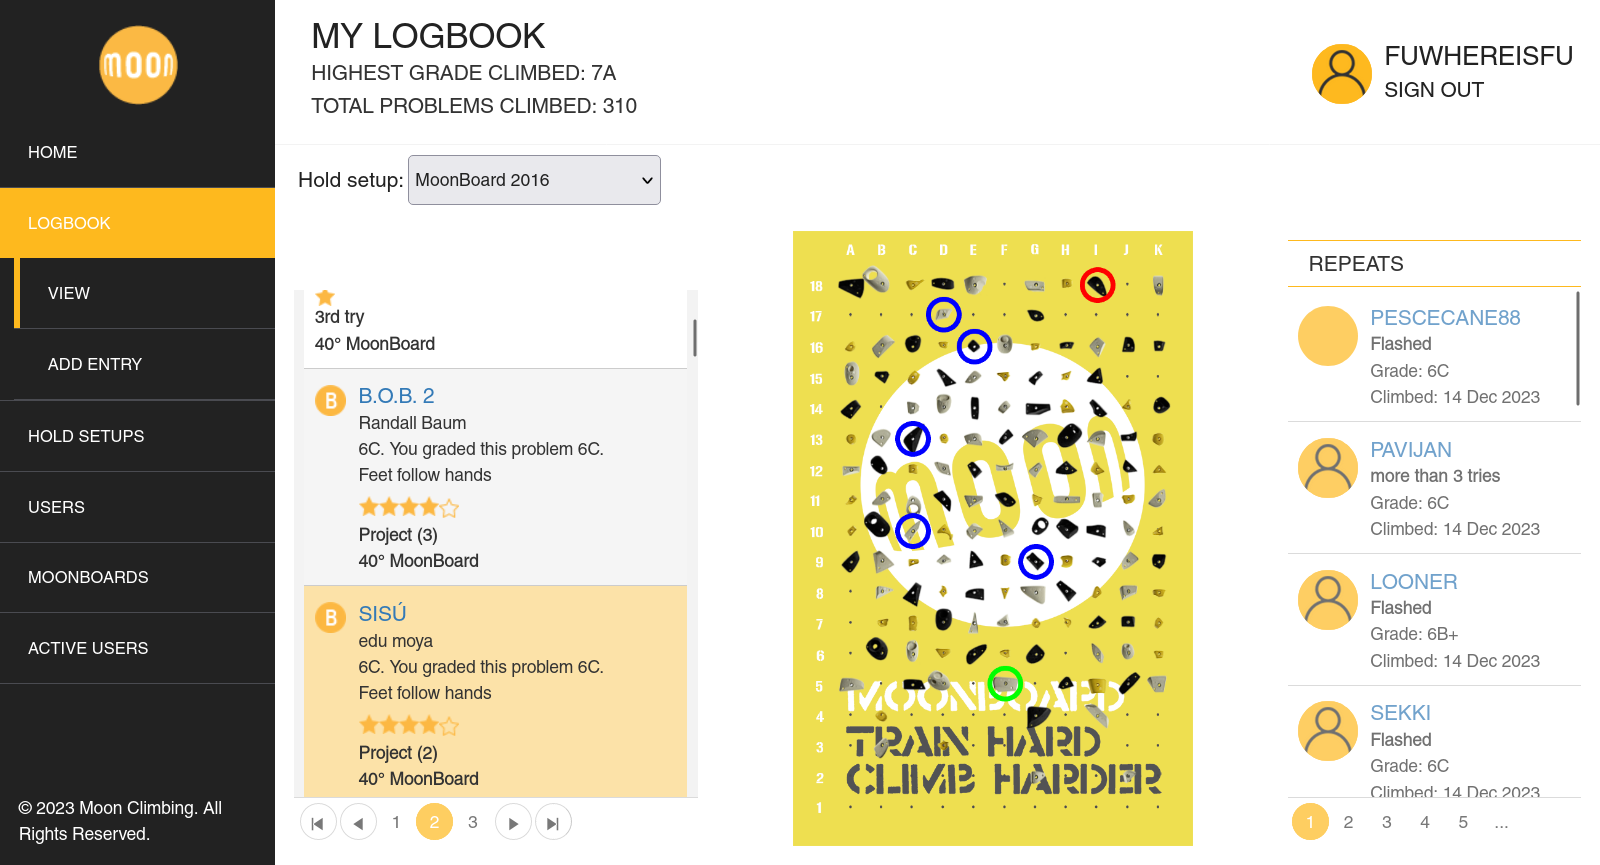 moon
HOME
LOGBOOK
VIEW
ADD ENTRY
HOLD SETUPS
USERS
MOONBOARDS
ACTIVE USERS
© 2023 Moon Climbing. All
Rights Reserved.
MY LOGBOOK
HIGHEST GRADE CLIMBED: 7A
TOTAL PROBLEMS CLIMBED: 310
FUWHEREISFU
SIGN OUT
Hold setup: MoonBoard 2016
3rd try
40° MoonBoard
B
B.O.B. 2
Randall Baum
6C. You graded this problem 6C.
Feet follow hands
Project (3)
40° MoonBoard
B
SISÚ
edu moya
6C. You graded this problem 6C.
Feet follow hands
Project (2)
40° MoonBoard
1 2 3
A B C D E F G H I J K
18
17
16
15
14
13
12
11
10
9
8
7
6
5
4
3
2
1
moon
MOONBOARD
TRAIN HARD
CLIMB HARDER
REPEATS
PESCECANE88
Flashed
Grade: 6C
Climbed: 14 Dec 2023
PAVIJAN
more than 3 tries
Grade: 6C
Climbed: 14 Dec 2023
LOONER
Flashed
Grade: 6B+
Climbed: 14 Dec 2023
SEKKI
Flashed
Grade: 6C
Climbed: 14 Dec 2023
1 2 3 4 5 ...